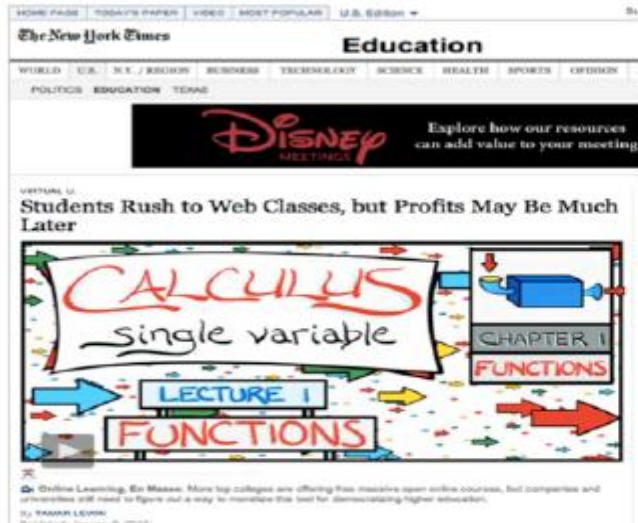 HOME PAGE TODAY'S PAPER VIDEO MOST POPULAR U.S. Edition
The New York Times
Education
WORLD U.S. N.Y. / REGION BUSINESS TECHNOLOGY SCIENCE HEALTH SPORTS OPINION
POLITICS EDUCATION TEXAS
DISNEY
MEETINGS
Explore how our resources
can add value to your meeting
VIRTUAL U.
Students Rush to Web Classes, but Profits May Be Much
Later
CALCULUS
single variable
CHAPTER 1
FUNCTIONS
LECTURE 1
FUNCTIONS
Online Learning, En Masse: More top colleges are offering free massive open online courses, but companies and
universities still need to figure out a way to monetize this tool for democratizing higher education.
By TAMAR LEWIN